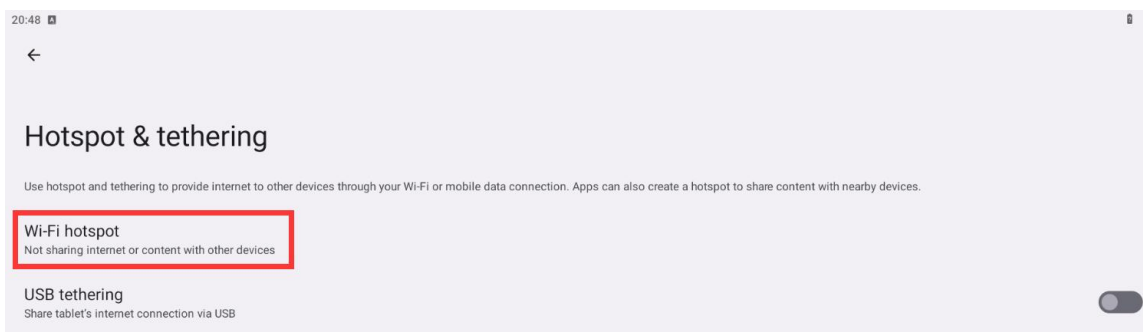 20:48
Hotspot & tethering
Use hotspot and tethering to provide internet to other devices through your Wi-Fi or mobile data connection. Apps can also create a hotspot to share content with nearby devices.
Wi-Fi hotspot
Not sharing internet or content with other devices
USB tethering
Share tablet's internet connection via USB